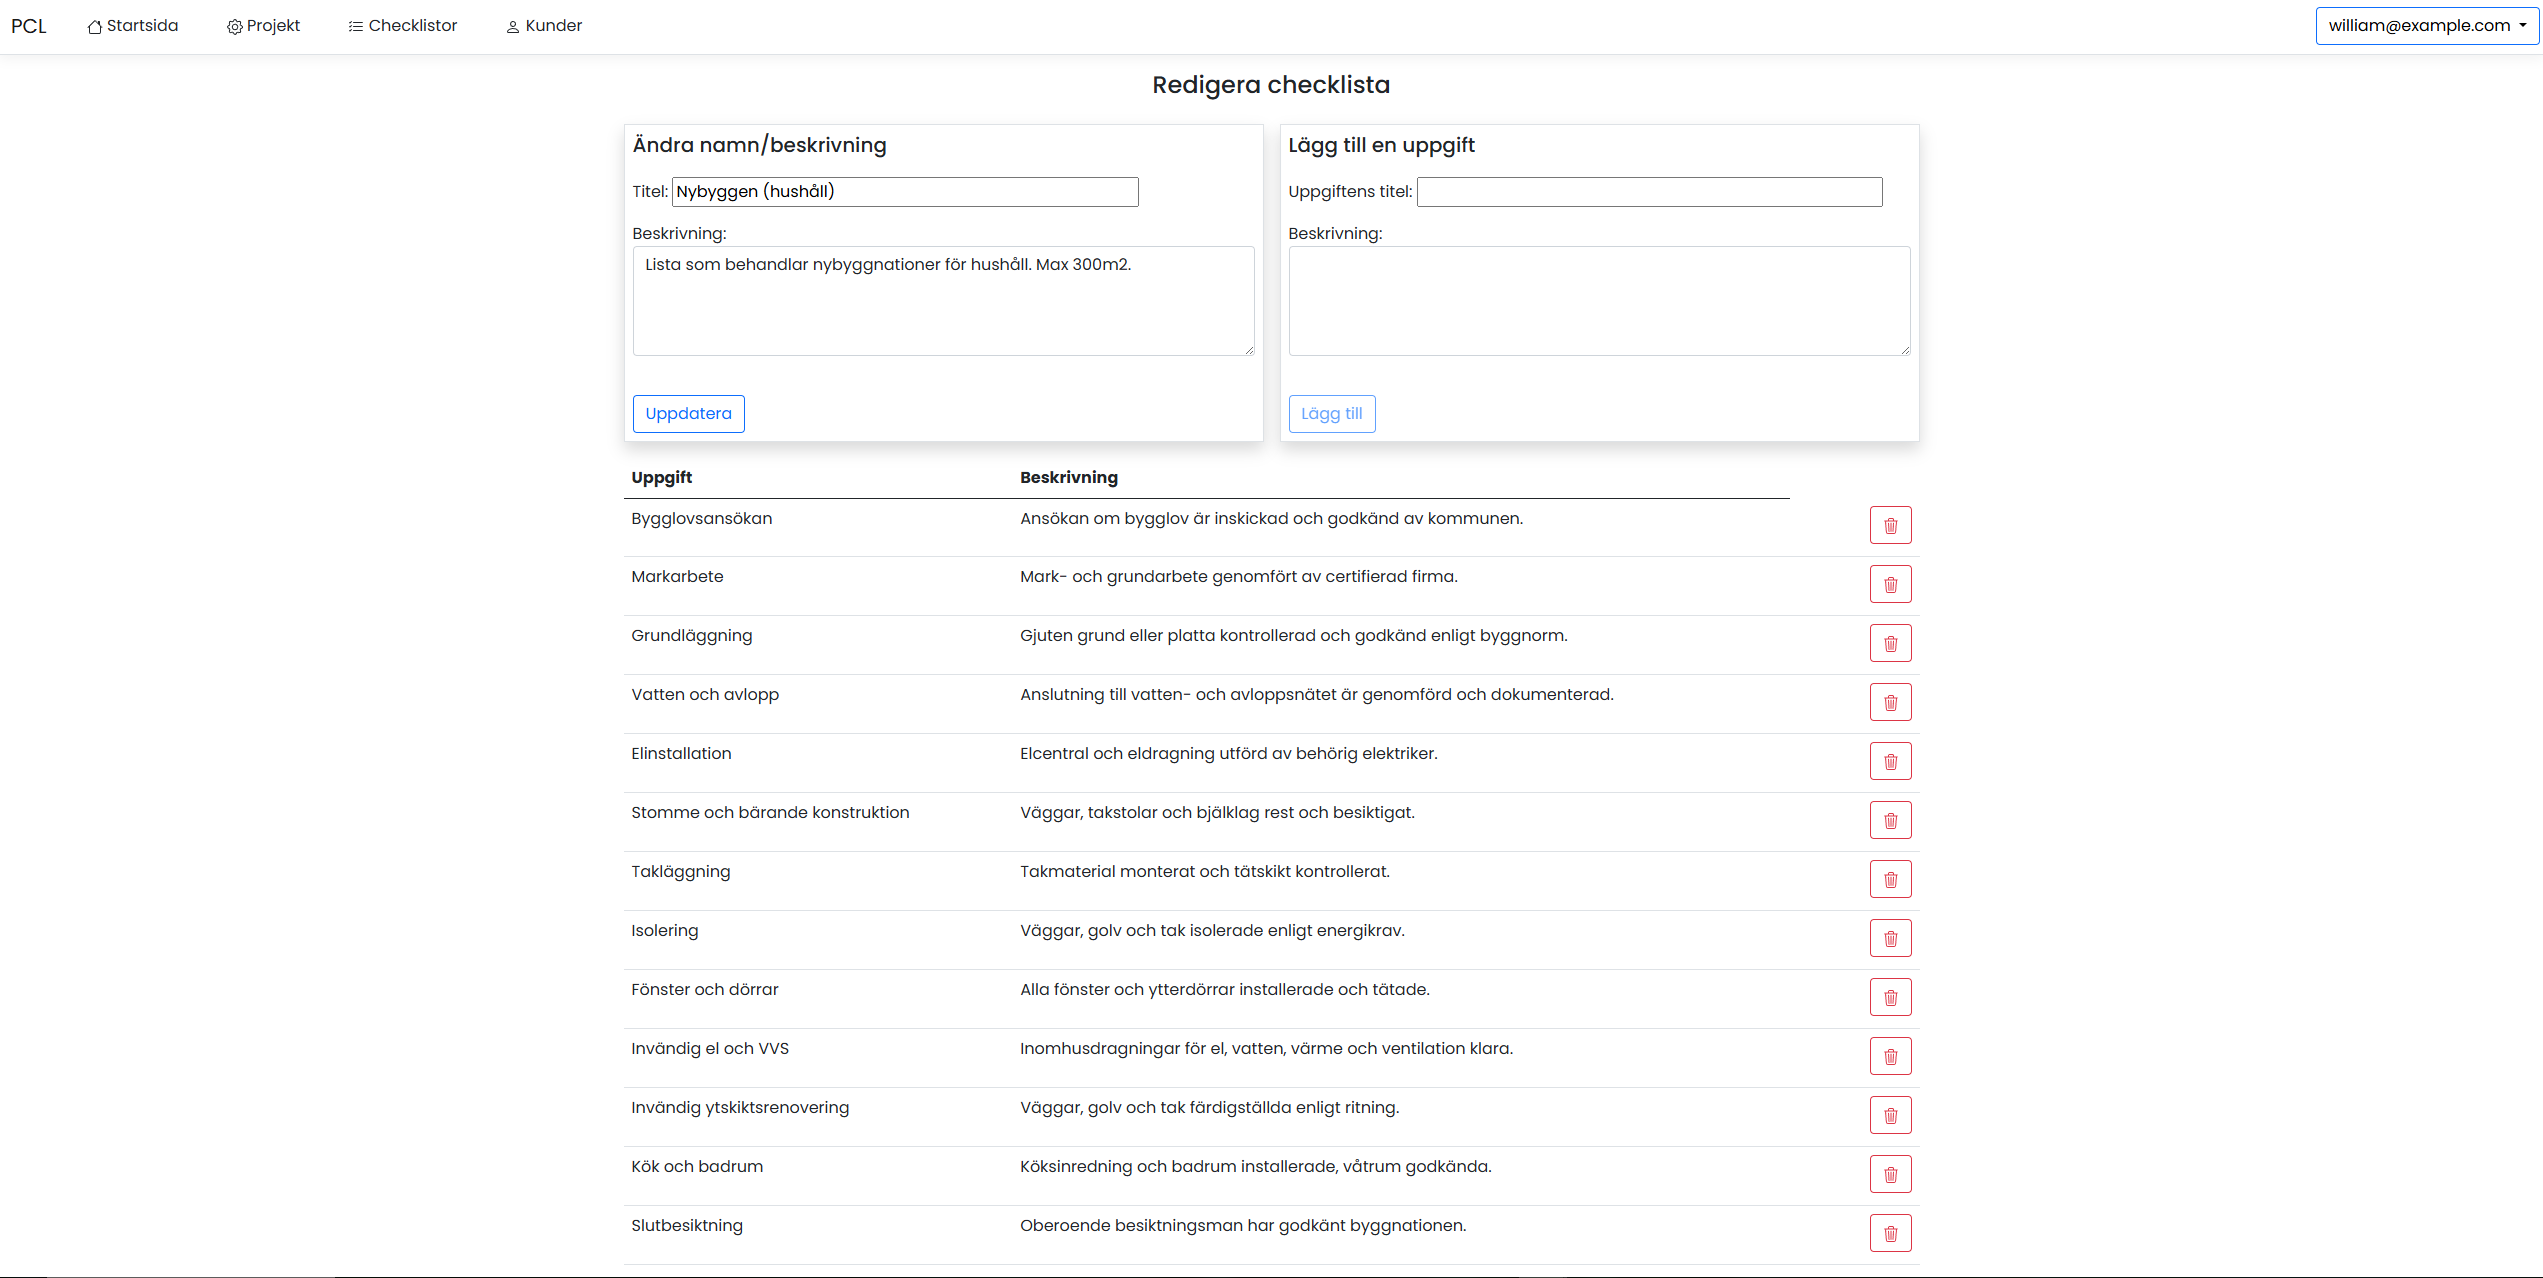 PCL Startsida Projekt Checklistor Kunder william@example.com
Redigera checklista
Ändra namn/beskrivning
Titel: Nybyggen (hushåll)
Beskrivning:
Lista som behandlar nybyggnationer för hushåll. Max 300m2.
Uppdatera
Lägg till en uppgift
Uppgiftens titel:
Beskrivning:
Lägg till
Uppgift Beskrivning
Bygglovsansökan Ansökan om bygglov är inskickad och godkänd av kommunen.
Markarbete Mark- och grundarbete genomfört av certifierad firma.
Grundläggning Gjuten grund eller platta kontrollerad och godkänd enligt byggnorm.
Vatten och avlopp Anslutning till vatten- och avloppsnätet är genomförd och dokumenterad.
Elinstallation Elcentral och eldragning utförd av behörig elektriker.
Stomme och bärande konstruktion Väggar, takstolar och bjälklag rest och besiktigat.
Takläggning Takmaterial monterat och tätskikt kontrollerat.
Isolering Väggar, golv och tak isolerade enligt energikrav.
Fönster och dörrar Alla fönster och ytterdörrar installerade och tätade.
Invändig el och VVS Inomhusdragningar för el, vatten, värme och ventilation klara.
Invändig ytskiktsrenovering Väggar, golv och tak färdigställda enligt ritning.
Kök och badrum Köksinredning och badrum installerade, våtrum godkända.
Slutbesiktning Oberoende besiktningsman har godkänt byggnationen.